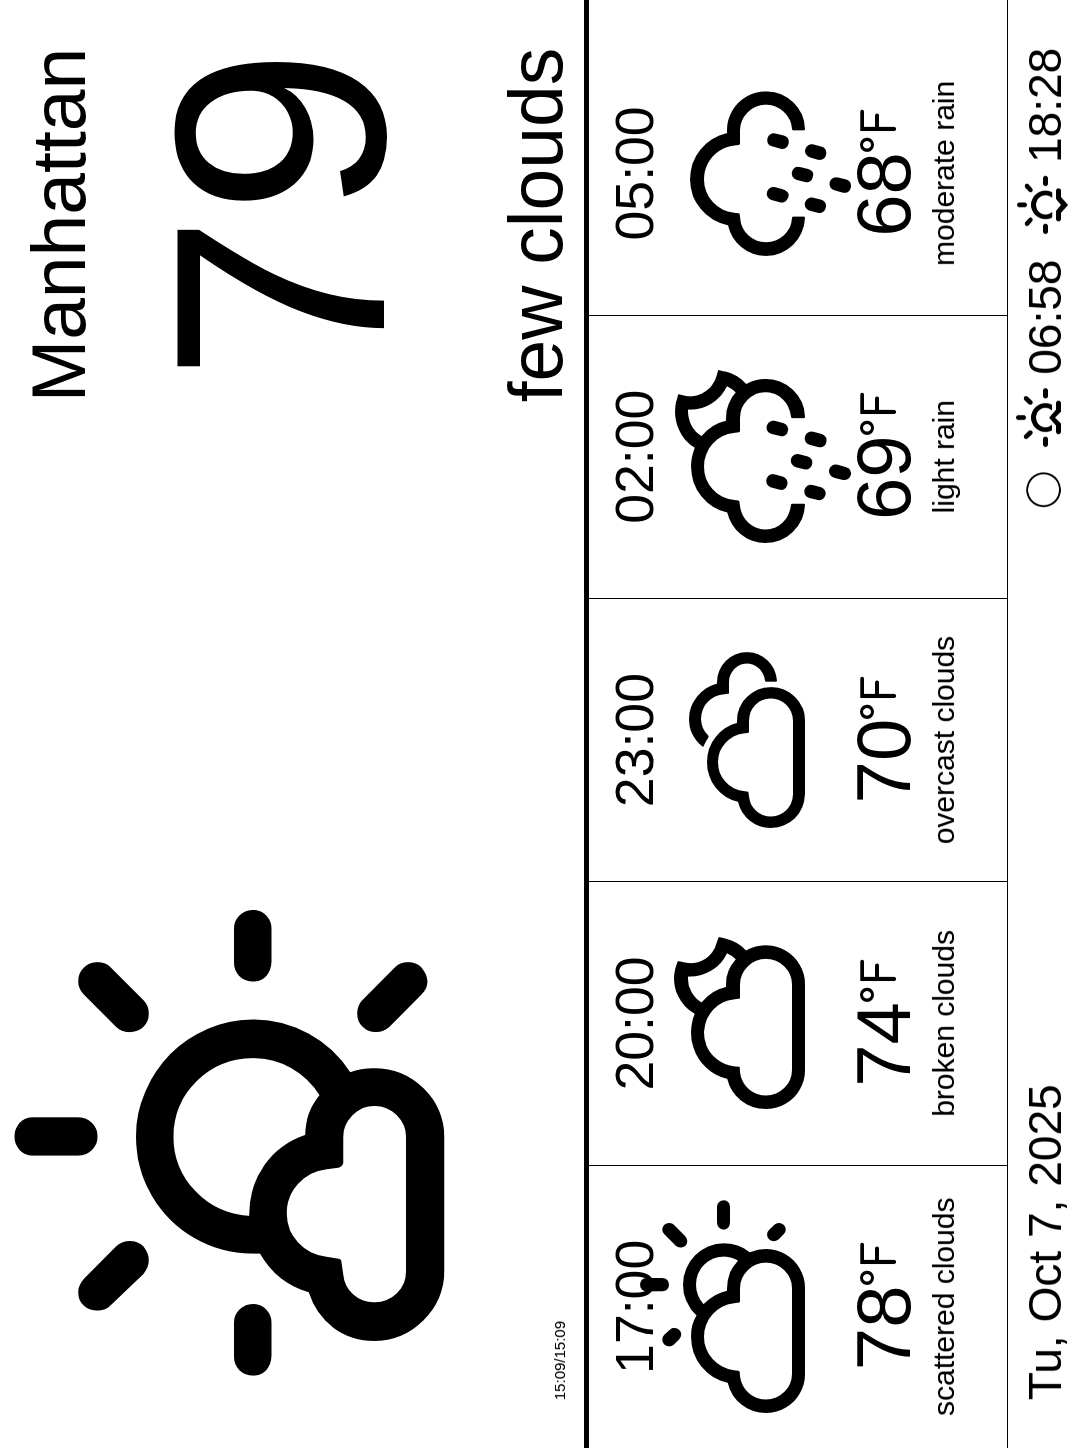 Manhattan
79
few clouds
15:09/15:09
17:00
78°F
scattered clouds
20:00
74°F
broken clouds
23:00
70°F
overcast clouds
02:00
69°F
light rain
05:00
68°F
moderate rain
Tu, Oct 7, 2025
06:58
18:28